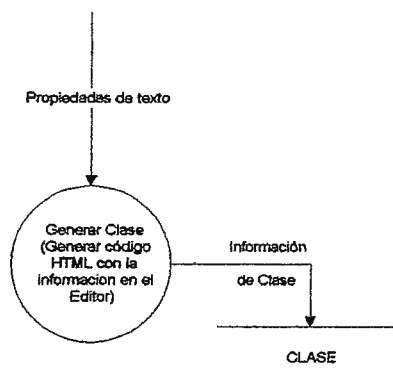 Propiedades de texto
Generar Clase
(Generar código
HTML con la
informacion en el
Editor)
Información
de Clase
CLASE